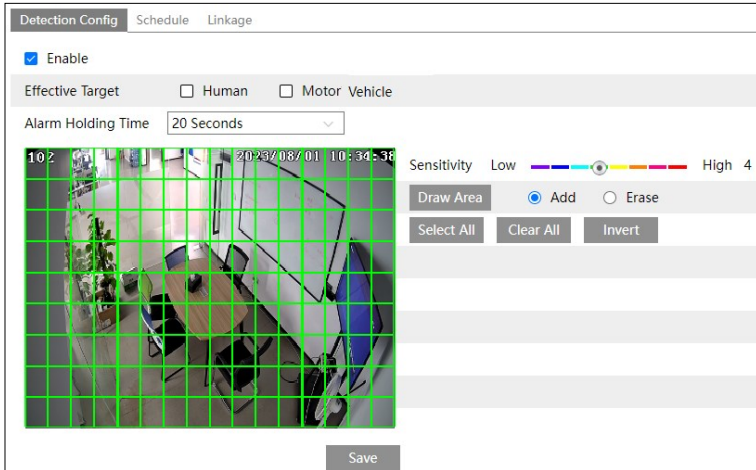 Detection Config Schedule Linkage
Enable
Effective Target Human Motor Vehicle
Alarm Holding Time 20 Seconds
102 2023/08/01 10:34:38
Sensitivity Low High 4
Draw Area Add Erase
Select All Clear All Invert
Save